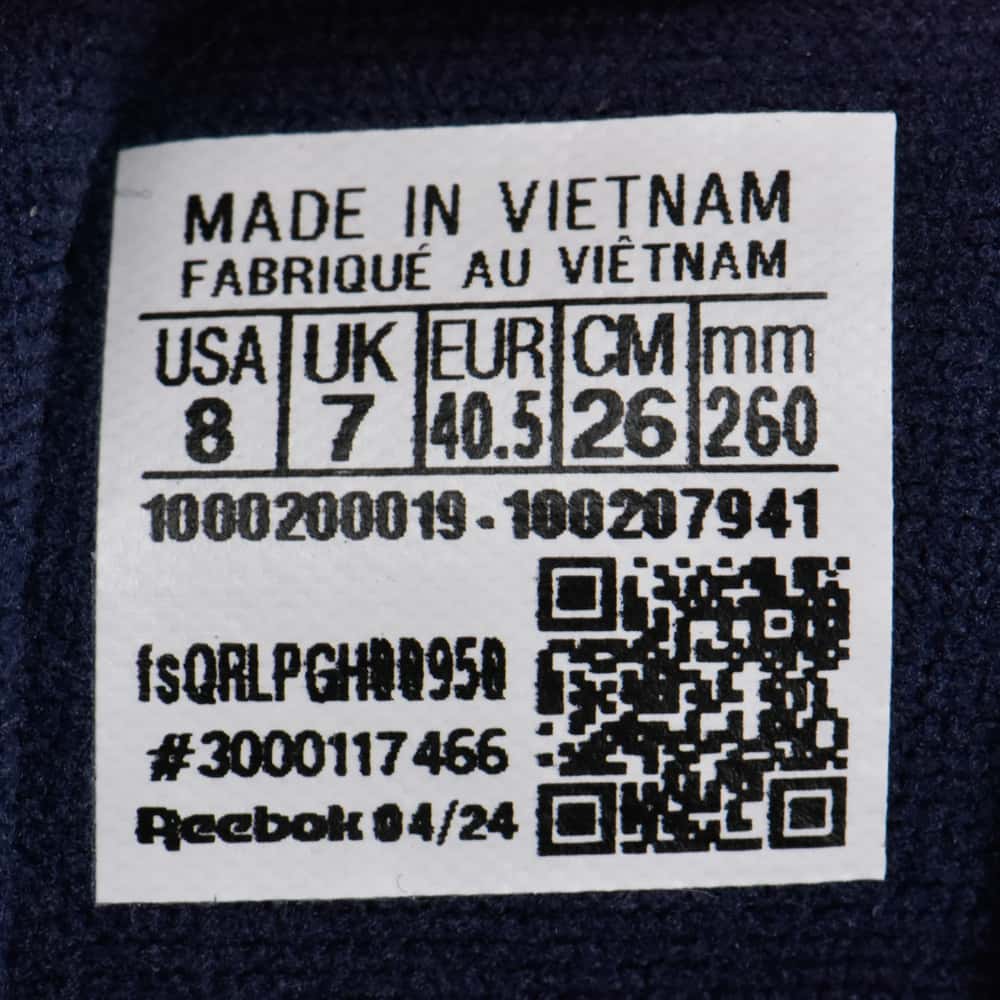 MADE IN VIETNAM
FABRIQUÉ AU VIÊTNAM
USA UK EUR CM mm
8 7 40.5 26 260
1000200019-100207941
fsQRLPGH00950
#3000117466
Reebok 04/24